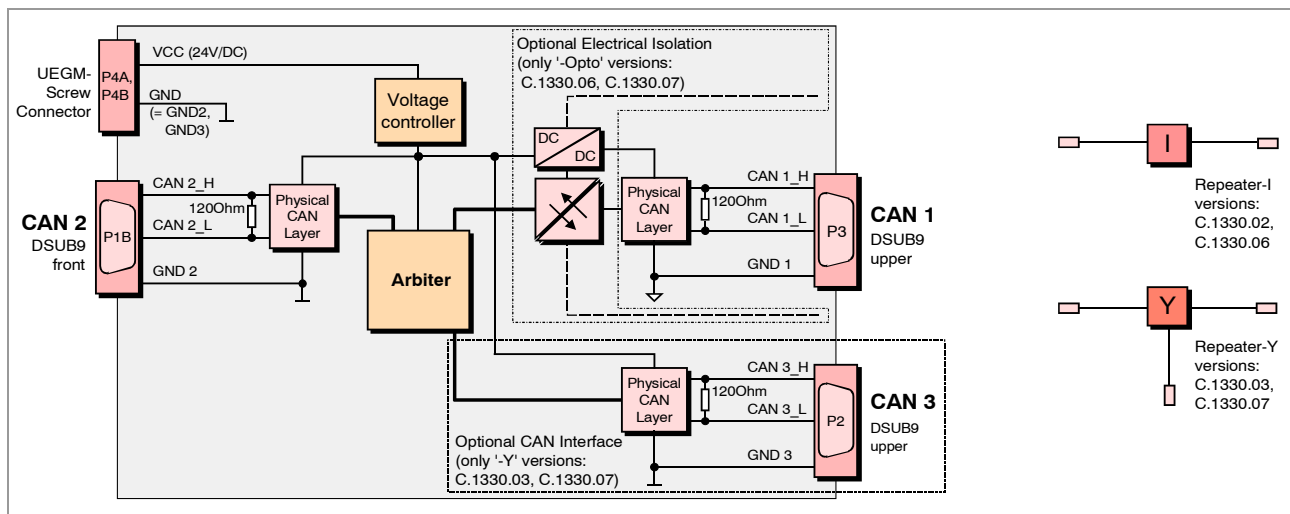 UEGM-
Screw
Connector
P4A,
P4B
VCC (24V/DC)
GND
(= GND2,
GND3)
Voltage
controller
Optional Electrical Isolation
(only '-Opto' versions:
C.1330.06, C.1330.07)
DC
DC
CAN 2
DSUB9
front
P1B
CAN 2_H
120Ohm
CAN 2_L
GND 2
Physical
CAN
Layer
Arbiter
Physical
CAN
Layer
CAN 1_H
120Ohm
CAN 1_L
GND 1
P3
CAN 1
DSUB9
upper
Optional CAN Interface
(only '-Y' versions:
C.1330.03, C.1330.07)
Physical
CAN
Layer
CAN 3_H
120Ohm
CAN 3_L
GND 3
P2
CAN 3
DSUB9
upper
I
Repeater-I
versions:
C.1330.02,
C.1330.06
Y
Repeater-Y
versions:
C.1330.03,
C.1330.07